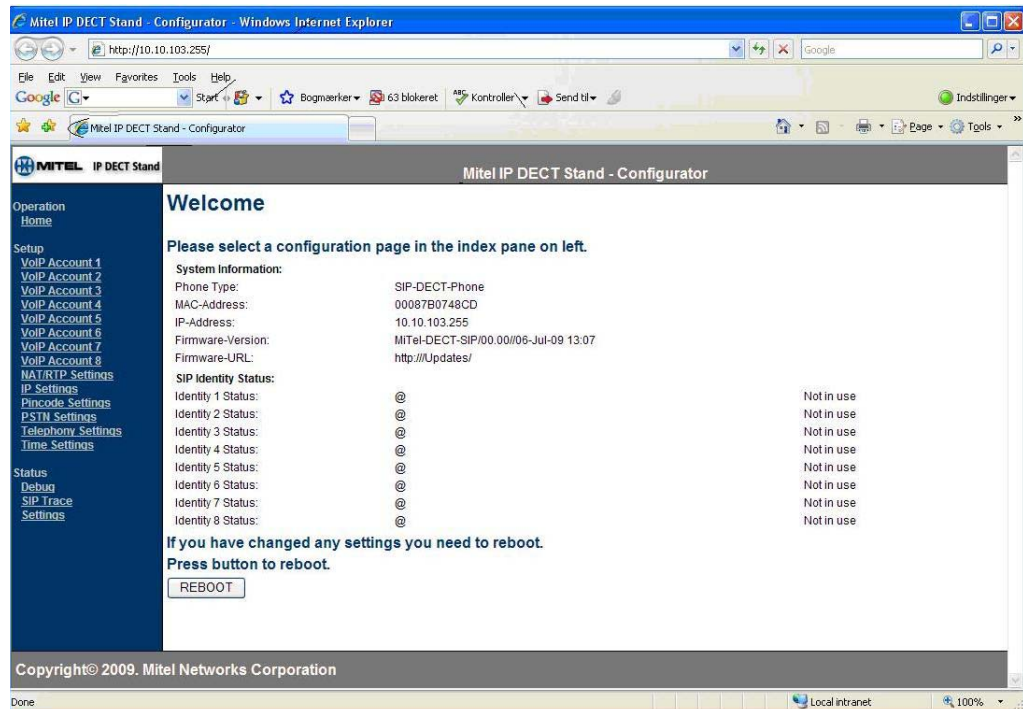 Mitel IP DECT Stand - Configurator - Windows Internet Explorer
http://10.10.103.255/
Google
File Edit View Favorites Tools Help
Google G Start Bogmærker 63 blokeret Kontroller Send til Indstillinger
Mitel IP DECT Stand - Configurator Page Tools
MITEL IP DECT Stand
Mitel IP DECT Stand - Configurator
Operation
Home
Setup
VoIP Account 1
VoIP Account 2
VoIP Account 3
VoIP Account 4
VoIP Account 5
VoIP Account 6
VoIP Account 7
VoIP Account 8
NAT/RTP Settings
IP Settings
Pincode Settings
PSTN Settings
Telephony Settings
Time Settings
Status
Debug
SIP Trace
Settings
Welcome
Please select a configuration page in the index pane on left.
System Information:
Phone Type: SIP-DECT-Phone
MAC-Address: 00087B0748CD
IP-Address: 10.10.103.255
Firmware-Version: MiTel-DECT-SIP/00.00//06-Jul-09 13:07
Firmware-URL: http:///Updates/
SIP Identity Status:
Identity 1 Status: @ Not in use
Identity 2 Status: @ Not in use
Identity 3 Status: @ Not in use
Identity 4 Status: @ Not in use
Identity 5 Status: @ Not in use
Identity 6 Status: @ Not in use
Identity 7 Status: @ Not in use
Identity 8 Status: @ Not in use
If you have changed any settings you need to reboot.
Press button to reboot.
REBOOT
Copyright© 2009. Mitel Networks Corporation
Done Local intranet 100%